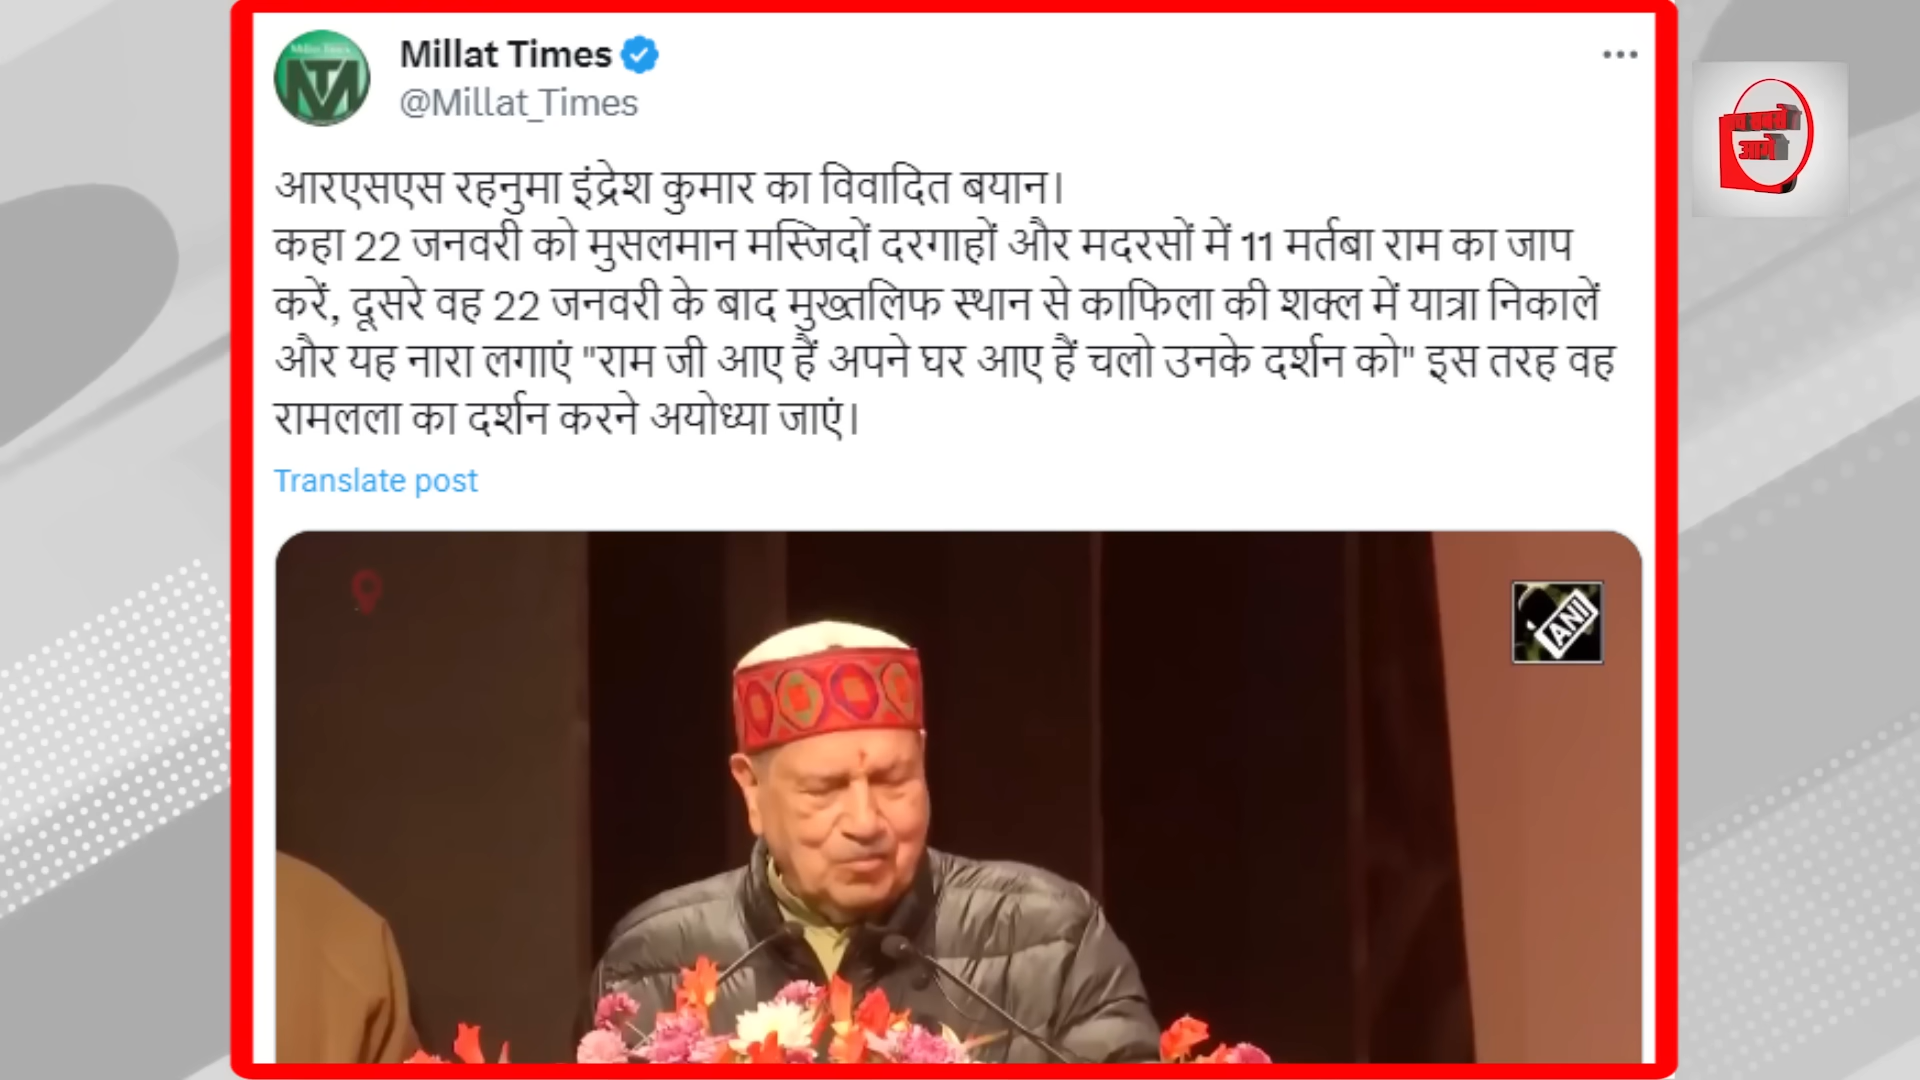 Millat Times
@Millat_Times
आरएसएस रहनुमा इंद्रेश कुमार का विवादित बयान।
कहा 22 जनवरी को मुसलमान मस्जिदों दरगाहों और मदरसों में 11 मर्तबा राम का जाप
करें, दूसरे वह 22 जनवरी के बाद मुख्तलिफ स्थान से काफिला की शक्ल में यात्रा निकालें
और यह नारा लगाएं "राम जी आए हैं अपने घर आए हैं चलो उनके दर्शन को" इस तरह वह
रामलला का दर्शन करने अयोध्या जाएं।
Translate post
ANI
आगे